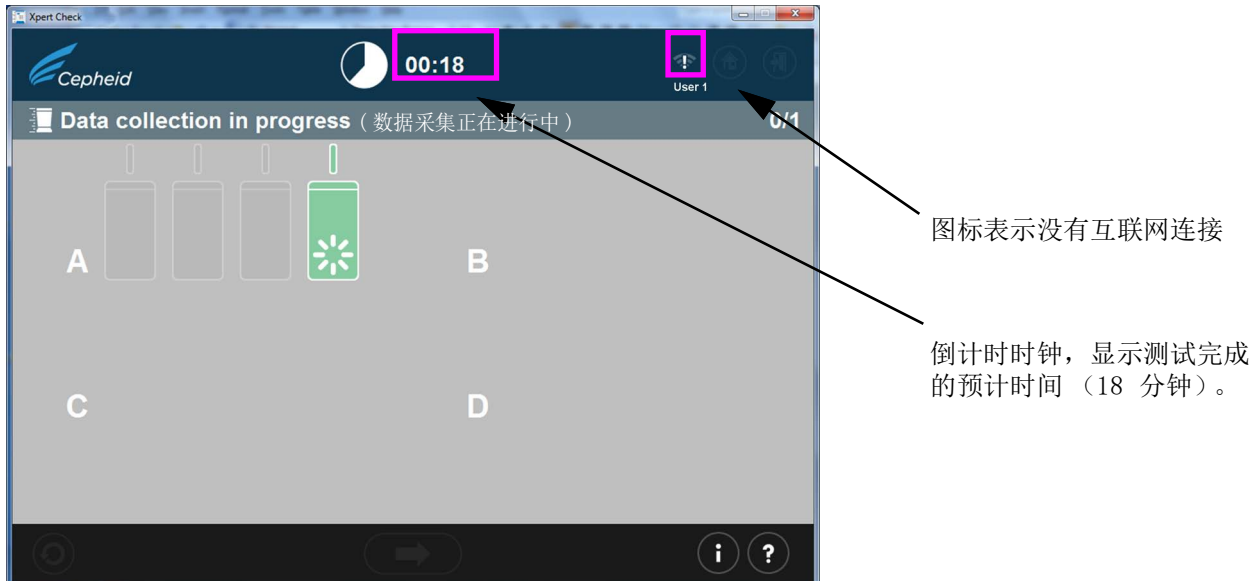 Xpert Check
Cepheid
00:18
User 1
Data collection in progress（数据采集正在进行中）
0/1
A
B
C
D
i
?
图标表示没有互联网连接
倒计时时钟，显示测试完成
的预计时间 （18 分钟）。